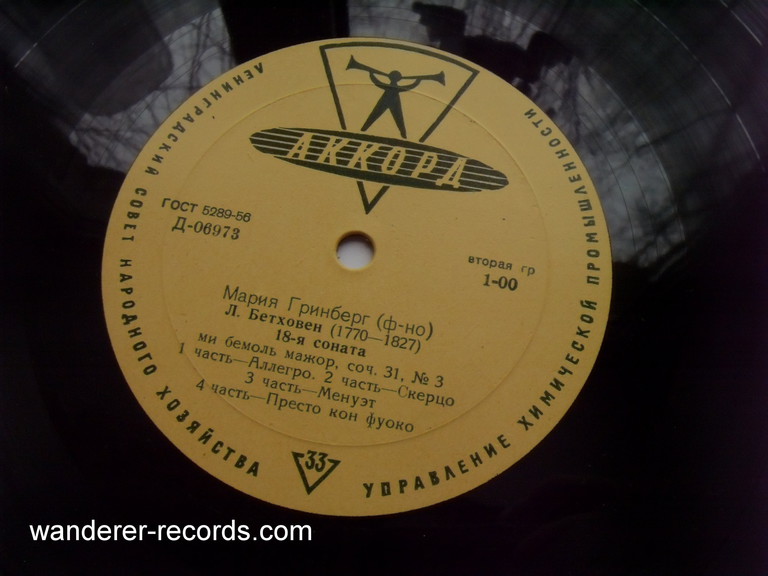 ЛЕНИНГРАДСКИЙ СОВЕТ НАРОДНОГО ХОЗЯЙСТВА
УПРАВЛЕНИЕ ХИМИЧЕСКОЙ ПРОМЫШЛЕННОСТИ
АККОРД
ГОСТ 5289-56
Д-06973
вторая гр
1-00
Мария Гринберг (ф-но)
Л. Бетховен (1770—1827)
18-я соната
ми бемоль мажор, соч. 31, № 3
1 часть—Аллегро. 2 часть—Скерцо
3 часть—Менуэт
4 часть—Престо кон фуоко
33
wanderer-records.com